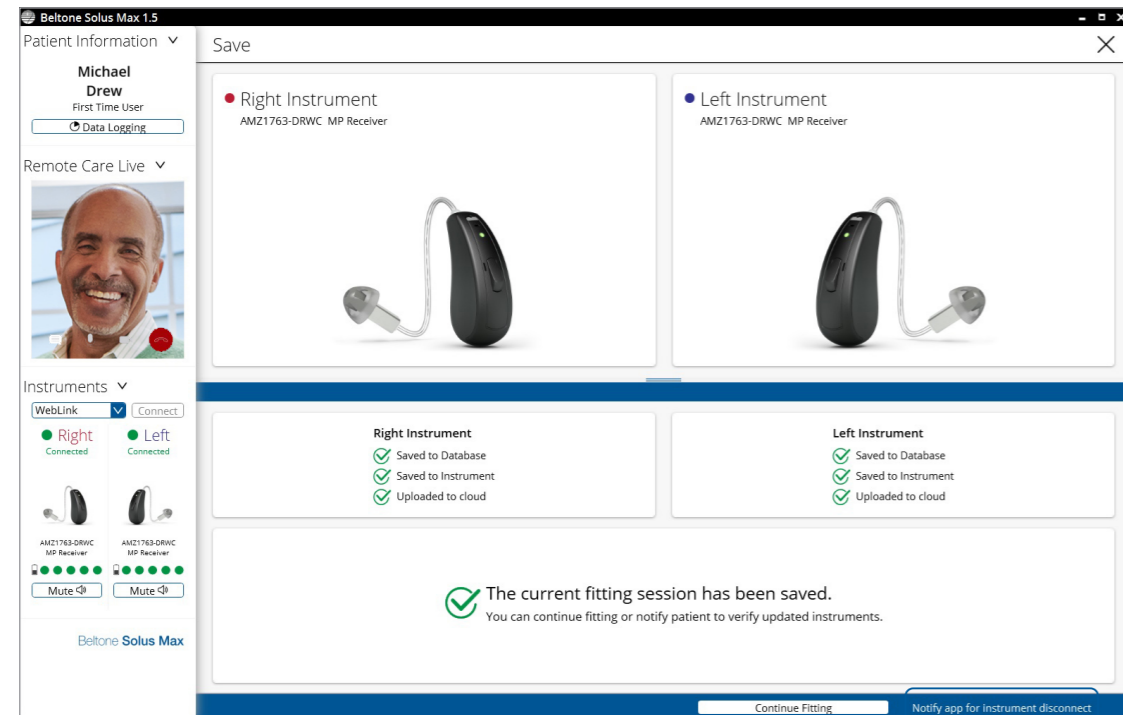 Beltone Solus Max 1.5
Patient Information
Michael
Drew
First Time User
Data Logging
Remote Care Live
Instruments
WebLink
Connect
Right
Left
Connected
Connected
AMZ1763-DRWC
MP Receiver
AMZ1763-DRWC
MP Receiver
Mute
Mute
Beltone Solus Max
Save
Right Instrument
AMZ1763-DRWC MP Receiver
Left Instrument
AMZ1763-DRWC MP Receiver
Right Instrument
Saved to Database
Saved to Instrument
Uploaded to cloud
Left Instrument
Saved to Database
Saved to Instrument
Uploaded to cloud
The current fitting session has been saved.
You can continue fitting or notify patient to verify updated instruments.
Continue Fitting
Notify app for instrument disconnect